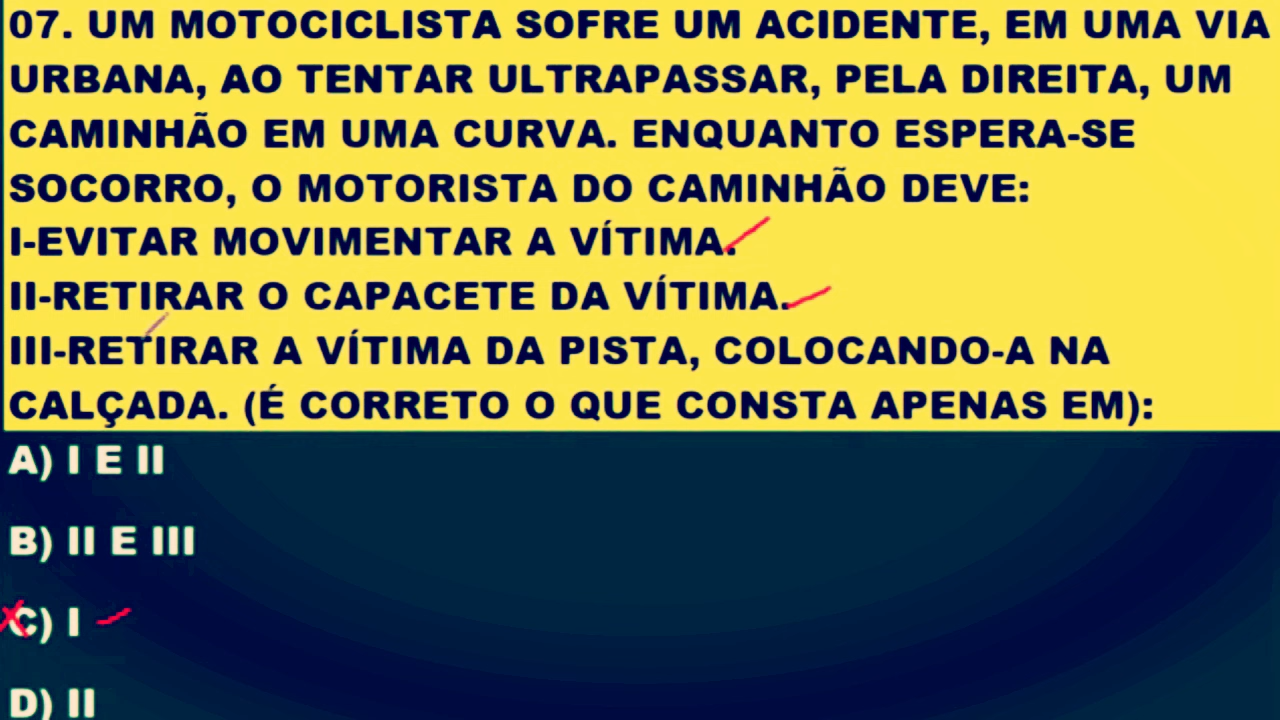 07. UM MOTOCICLISTA SOFRE UM ACIDENTE, EM UMA VIA
URBANA, AO TENTAR ULTRAPASSAR, PELA DIREITA, UM
CAMINHÃO EM UMA CURVA. ENQUANTO ESPERA-SE
SOCORRO, O MOTORISTA DO CAMINHÃO DEVE:
I-EVITAR MOVIMENTAR A VÍTIMA.
II-RETIRAR O CAPACETE DA VÍTIMA.
III-RETIRAR A VÍTIMA DA PISTA, COLOCANDO-A NA
CALÇADA. (É CORRETO O QUE CONSTA APENAS EM):
A) I E II
B) II E III
C) I
D) II